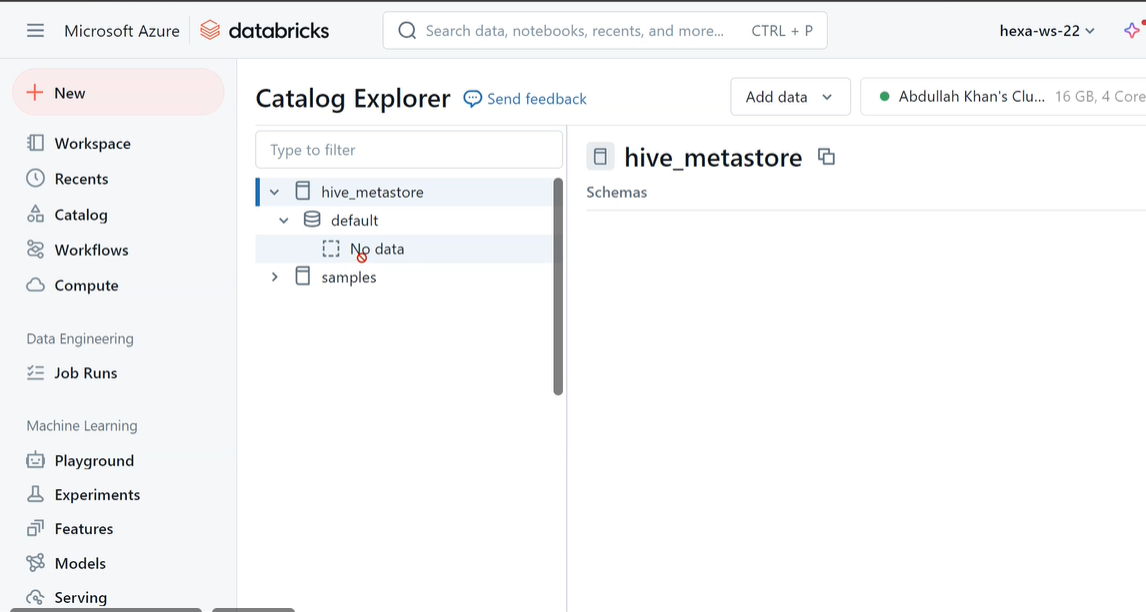 Microsoft Azure databricks Search data, notebooks, recents, and more... CTRL + P hexa-ws-22
New
Workspace
Recents
Catalog
Workflows
Compute
Data Engineering
Job Runs
Machine Learning
Playground
Experiments
Features
Models
Serving
Catalog Explorer Send feedback Add data Abdullah Khan's Clu... 16 GB, 4 Core
Type to filter
hive_metastore
default
No data
samples
hive_metastore
Schemas